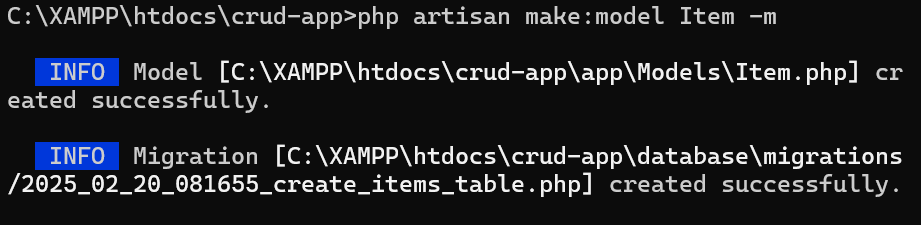 C:\XAMPP\htdocs\crud-app>php artisan make:model Item -m
INFO Model [C:\XAMPP\htdocs\crud-app\app\Models\Item.php] cr
eated successfully.
INFO Migration [C:\XAMPP\htdocs\crud-app\database\migrations
/2025_02_20_081655_create_items_table.php] created successfully.